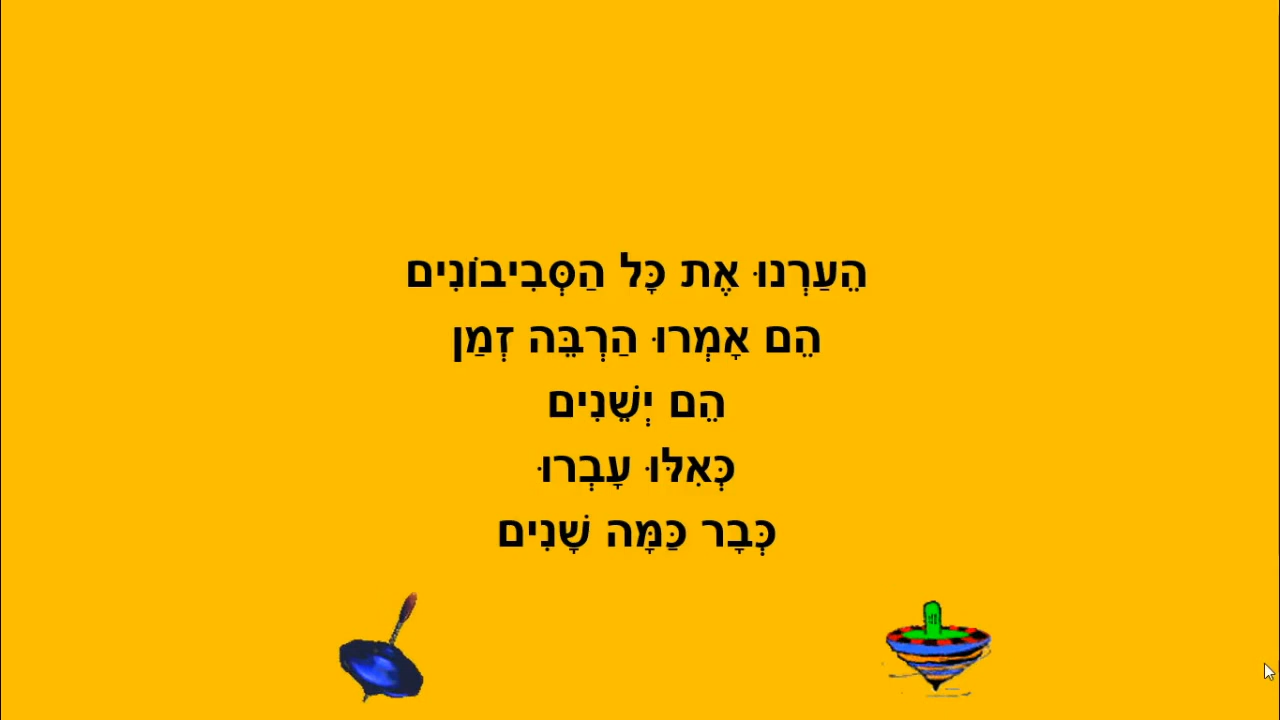 הֵעַרְנוּ אֶת כָּל הַסְּבִיבוֹנִים
הֵם אָמְרוּ הַרְבֵּה זְמַן
הֵם יְשֵׁנִים
כְּאִלּוּ עָבְרוּ
כְּבָר כַּמָּה שָׁנִים